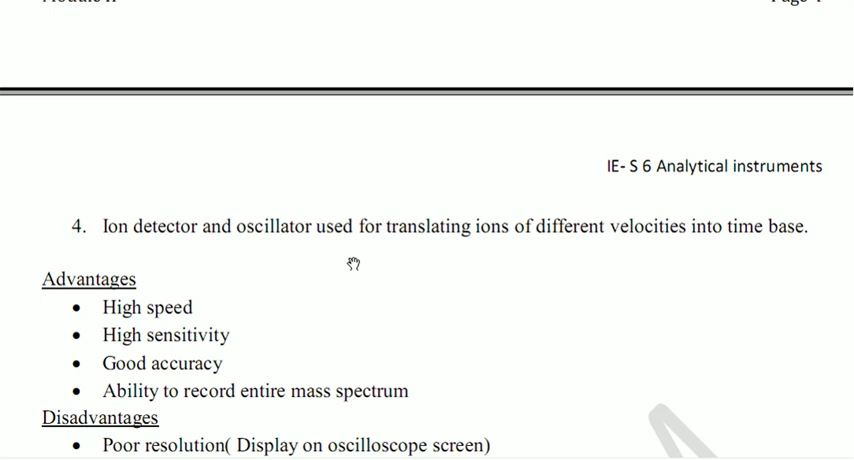 IE- S 6 Analytical instruments
4. Ion detector and oscillator used for translating ions of different velocities into time base.
Advantages
• High speed
• High sensitivity
• Good accuracy
• Ability to record entire mass spectrum
Disadvantages
• Poor resolution( Display on oscilloscope screen)